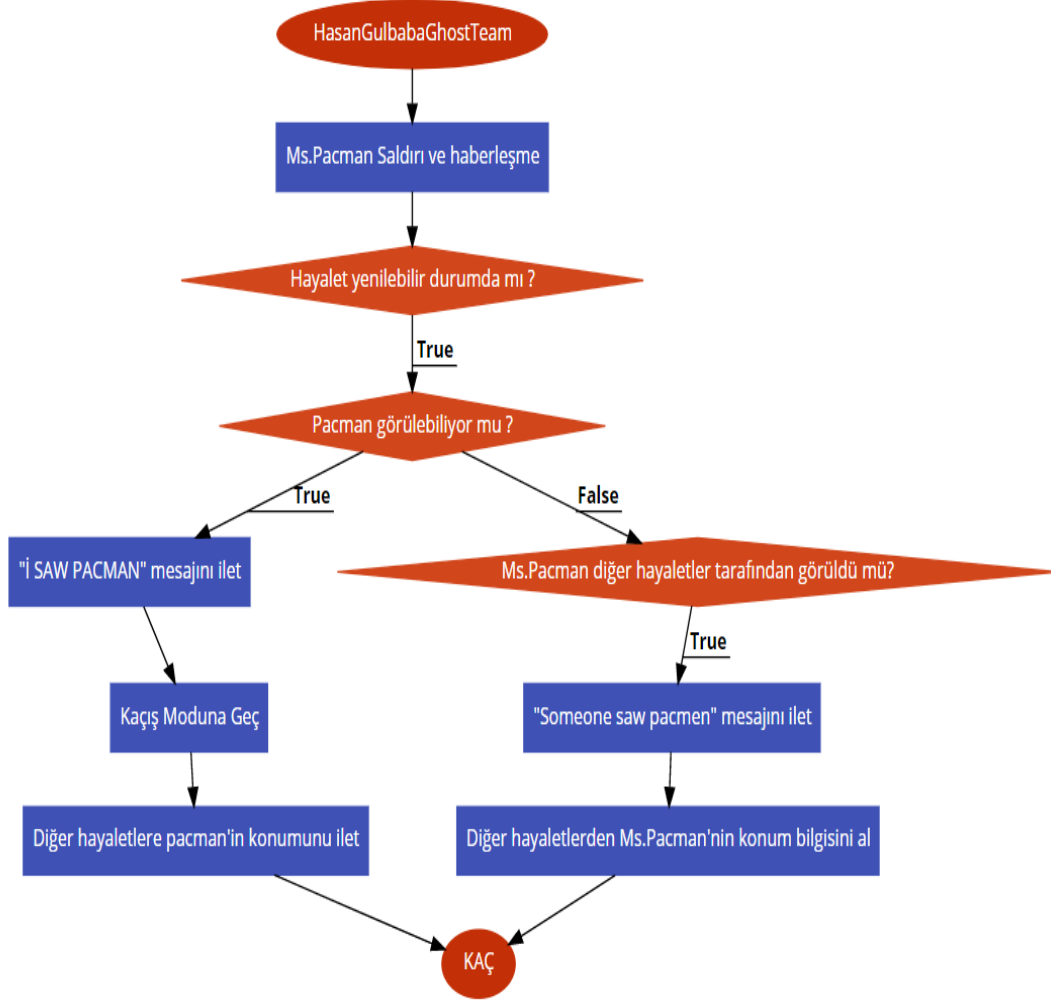 HasanGulbabaGhostTeam
Ms.Pacman Saldırı ve haberleşme
Hayalet yenilebilir durumda mı ?
True
Pacman görülebiliyor mu ?
True
False
"İ SAW PACMAN" mesajını ilet
Ms.Pacman diğer hayaletler tarafından görüldü mü?
True
Kaçış Moduna Geç
"Someone saw pacmen" mesajını ilet
Diğer hayaletlere pacman'in konumunu ilet
Diğer hayaletlerden Ms.Pacman'nin konum bilgisini al
KAÇ